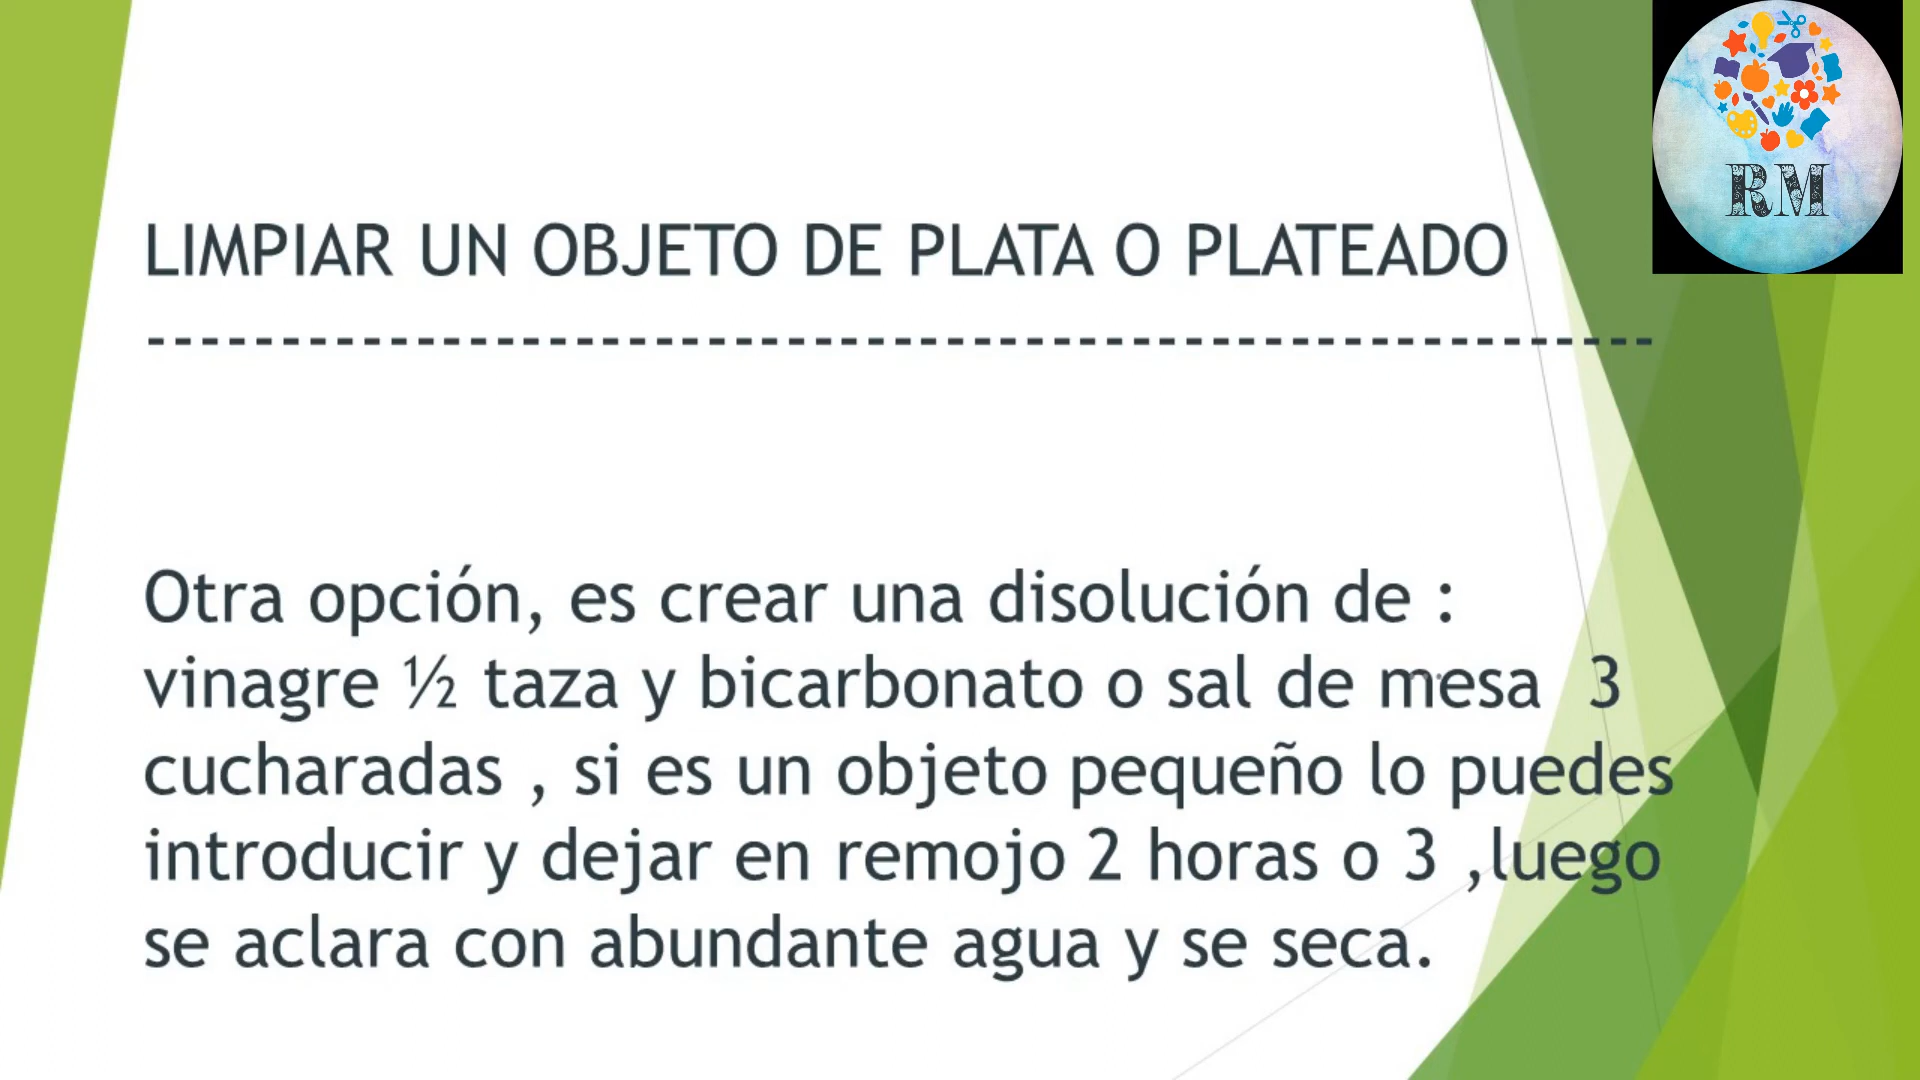 RM
LIMPIAR UN OBJETO DE PLATA O PLATEADO
--------------------------------------------------------
Otra opción, es crear una disolución de :
vinagre ½ taza y bicarbonato o sal de mesa  3
cucharadas , si es un objeto pequeño lo puedes
introducir y dejar en remojo 2 horas o 3 ,luego
se aclara con abundante agua y se seca.